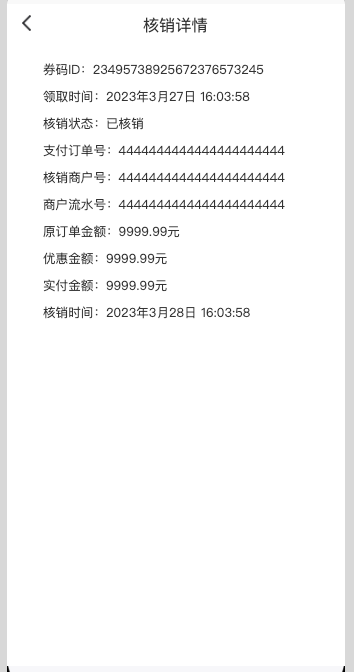 核销详情
券码ID：23495738925672376573245
领取时间：2023年3月27日 16:03:58
核销状态：已核销
支付订单号：4444444444444444444444
核销商户号：4444444444444444444444
商户流水号：4444444444444444444444
原订单金额：9999.99元
优惠金额：9999.99元
实付金额：9999.99元
核销时间：2023年3月28日 16:03:58